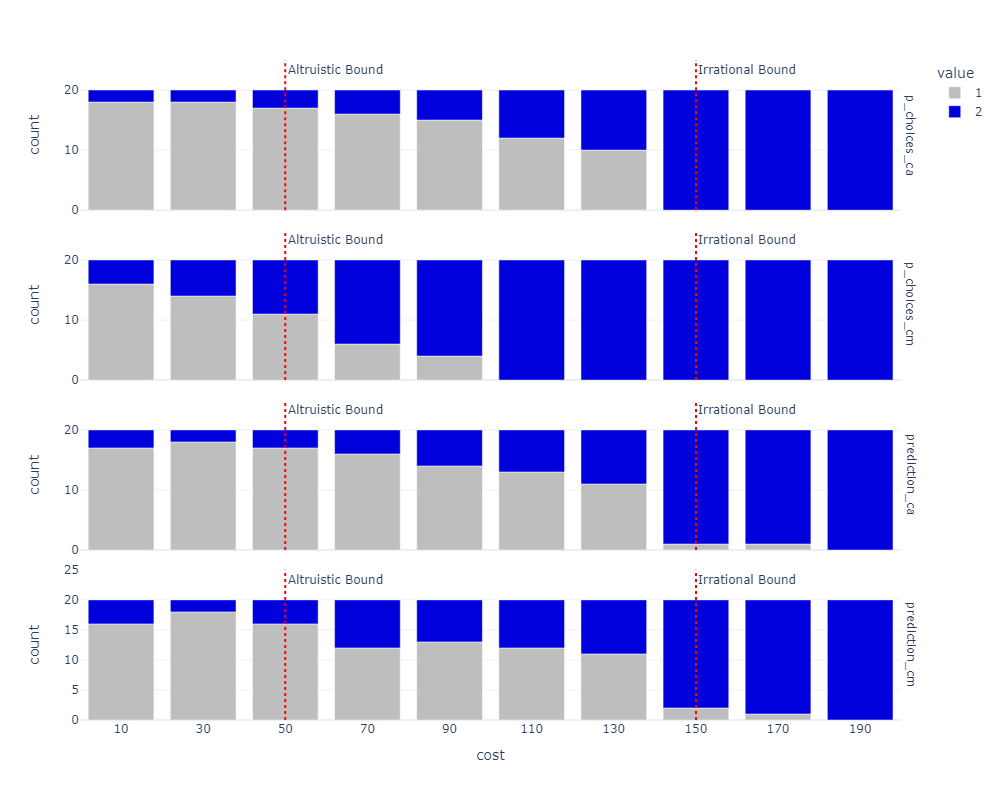 Altruistic Bound
Irrational Bound
value
1
2
count
20
10
0
p_choices_ca
Altruistic Bound
Irrational Bound
count
20
10
0
p_choices_cm
Altruistic Bound
Irrational Bound
count
20
10
0
prediction_ca
Altruistic Bound
Irrational Bound
count
25
20
15
10
5
0
prediction_cm
10 30 50 70 90 110 130 150 170 190
cost